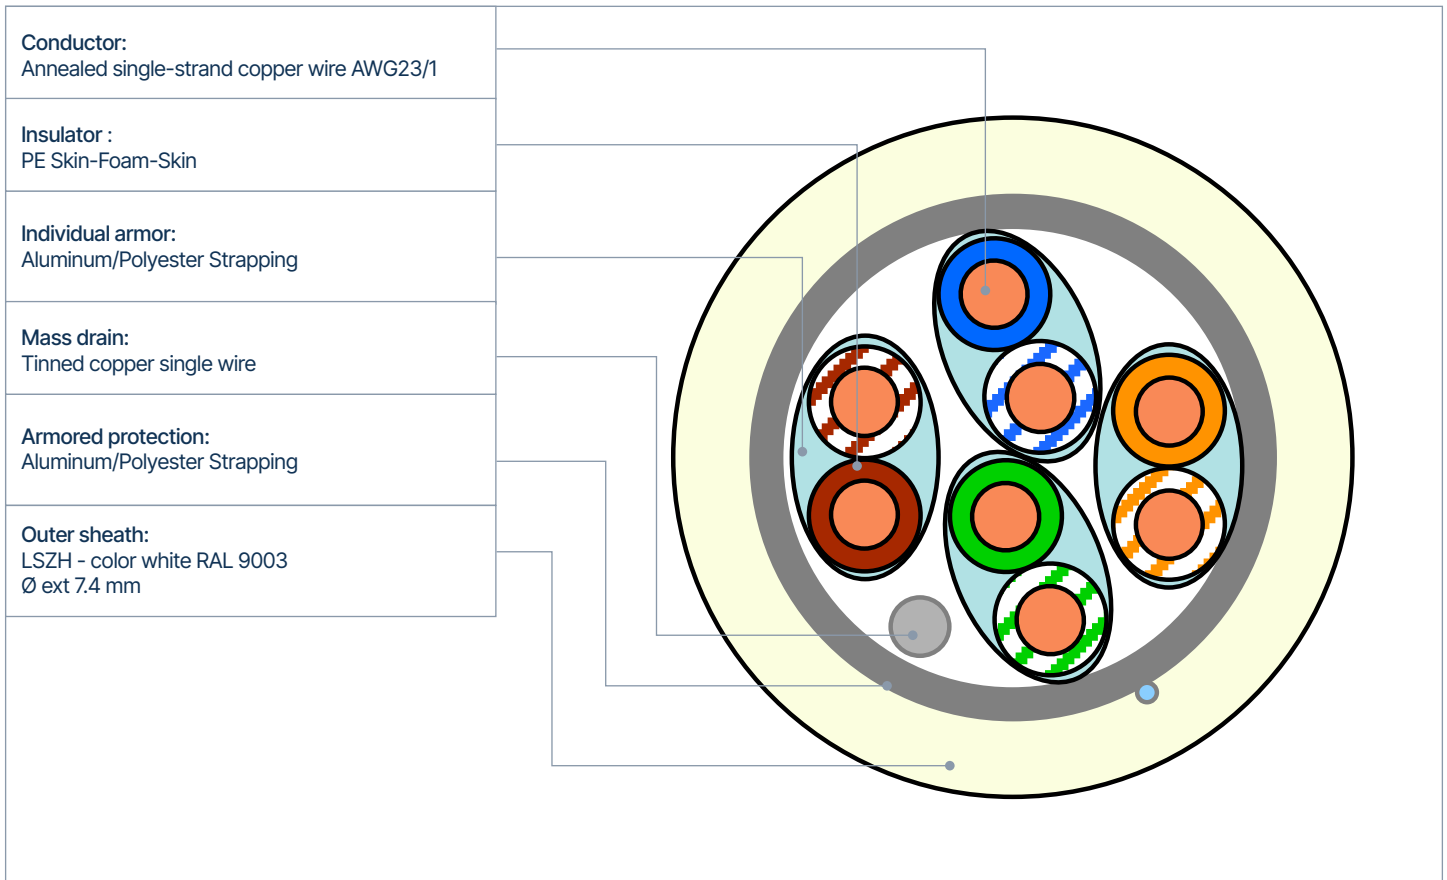 Conductor:
Annealed single-strand copper wire AWG23/1
Insulator :
PE Skin-Foam-Skin
Individual armor:
Aluminum/Polyester Strapping
Mass drain:
Tinned copper single wire
Armored protection:
Aluminum/Polyester Strapping
Outer sheath:
LSZH - color white RAL 9003
Ø ext 7.4 mm